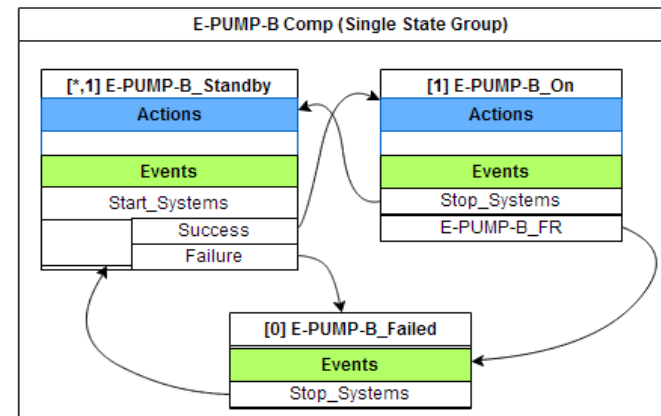 E-PUMP-B Comp (Single State Group)
[*,1] E-PUMP-B_Standby
Actions
Events
Start_Systems
Success
Failure
[1] E-PUMP-B_On
Actions
Events
Stop_Systems
E-PUMP-B_FR
[0] E-PUMP-B_Failed
Events
Stop_Systems